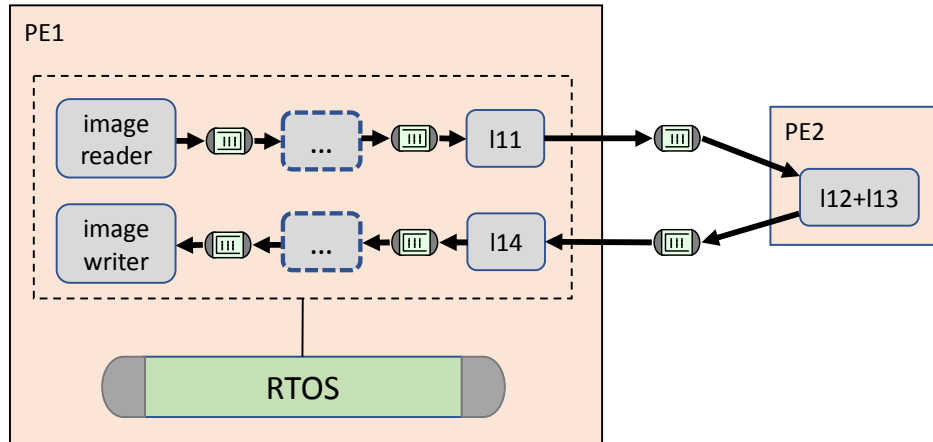 PE1
image
reader
...
l11
PE2
l12+l13
image
writer
...
l14
RTOS